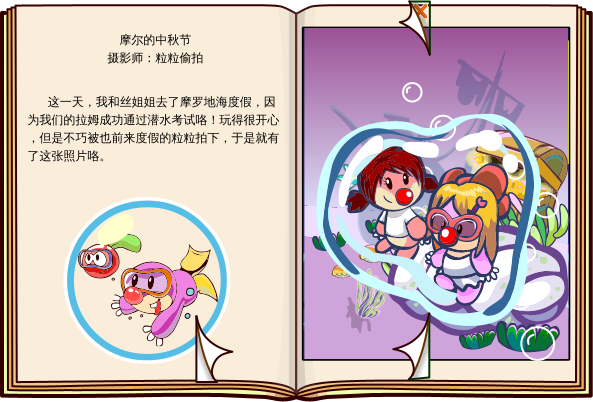 摩尔的中秋节
摄影师：粒粒偷拍
这一天，我和丝姐姐去了摩罗地海度假，因
为我们的拉姆成功通过潜水考试咯！玩得很开心
，但是不巧被也前来度假的粒粒拍下，于是就有
了这张照片咯。